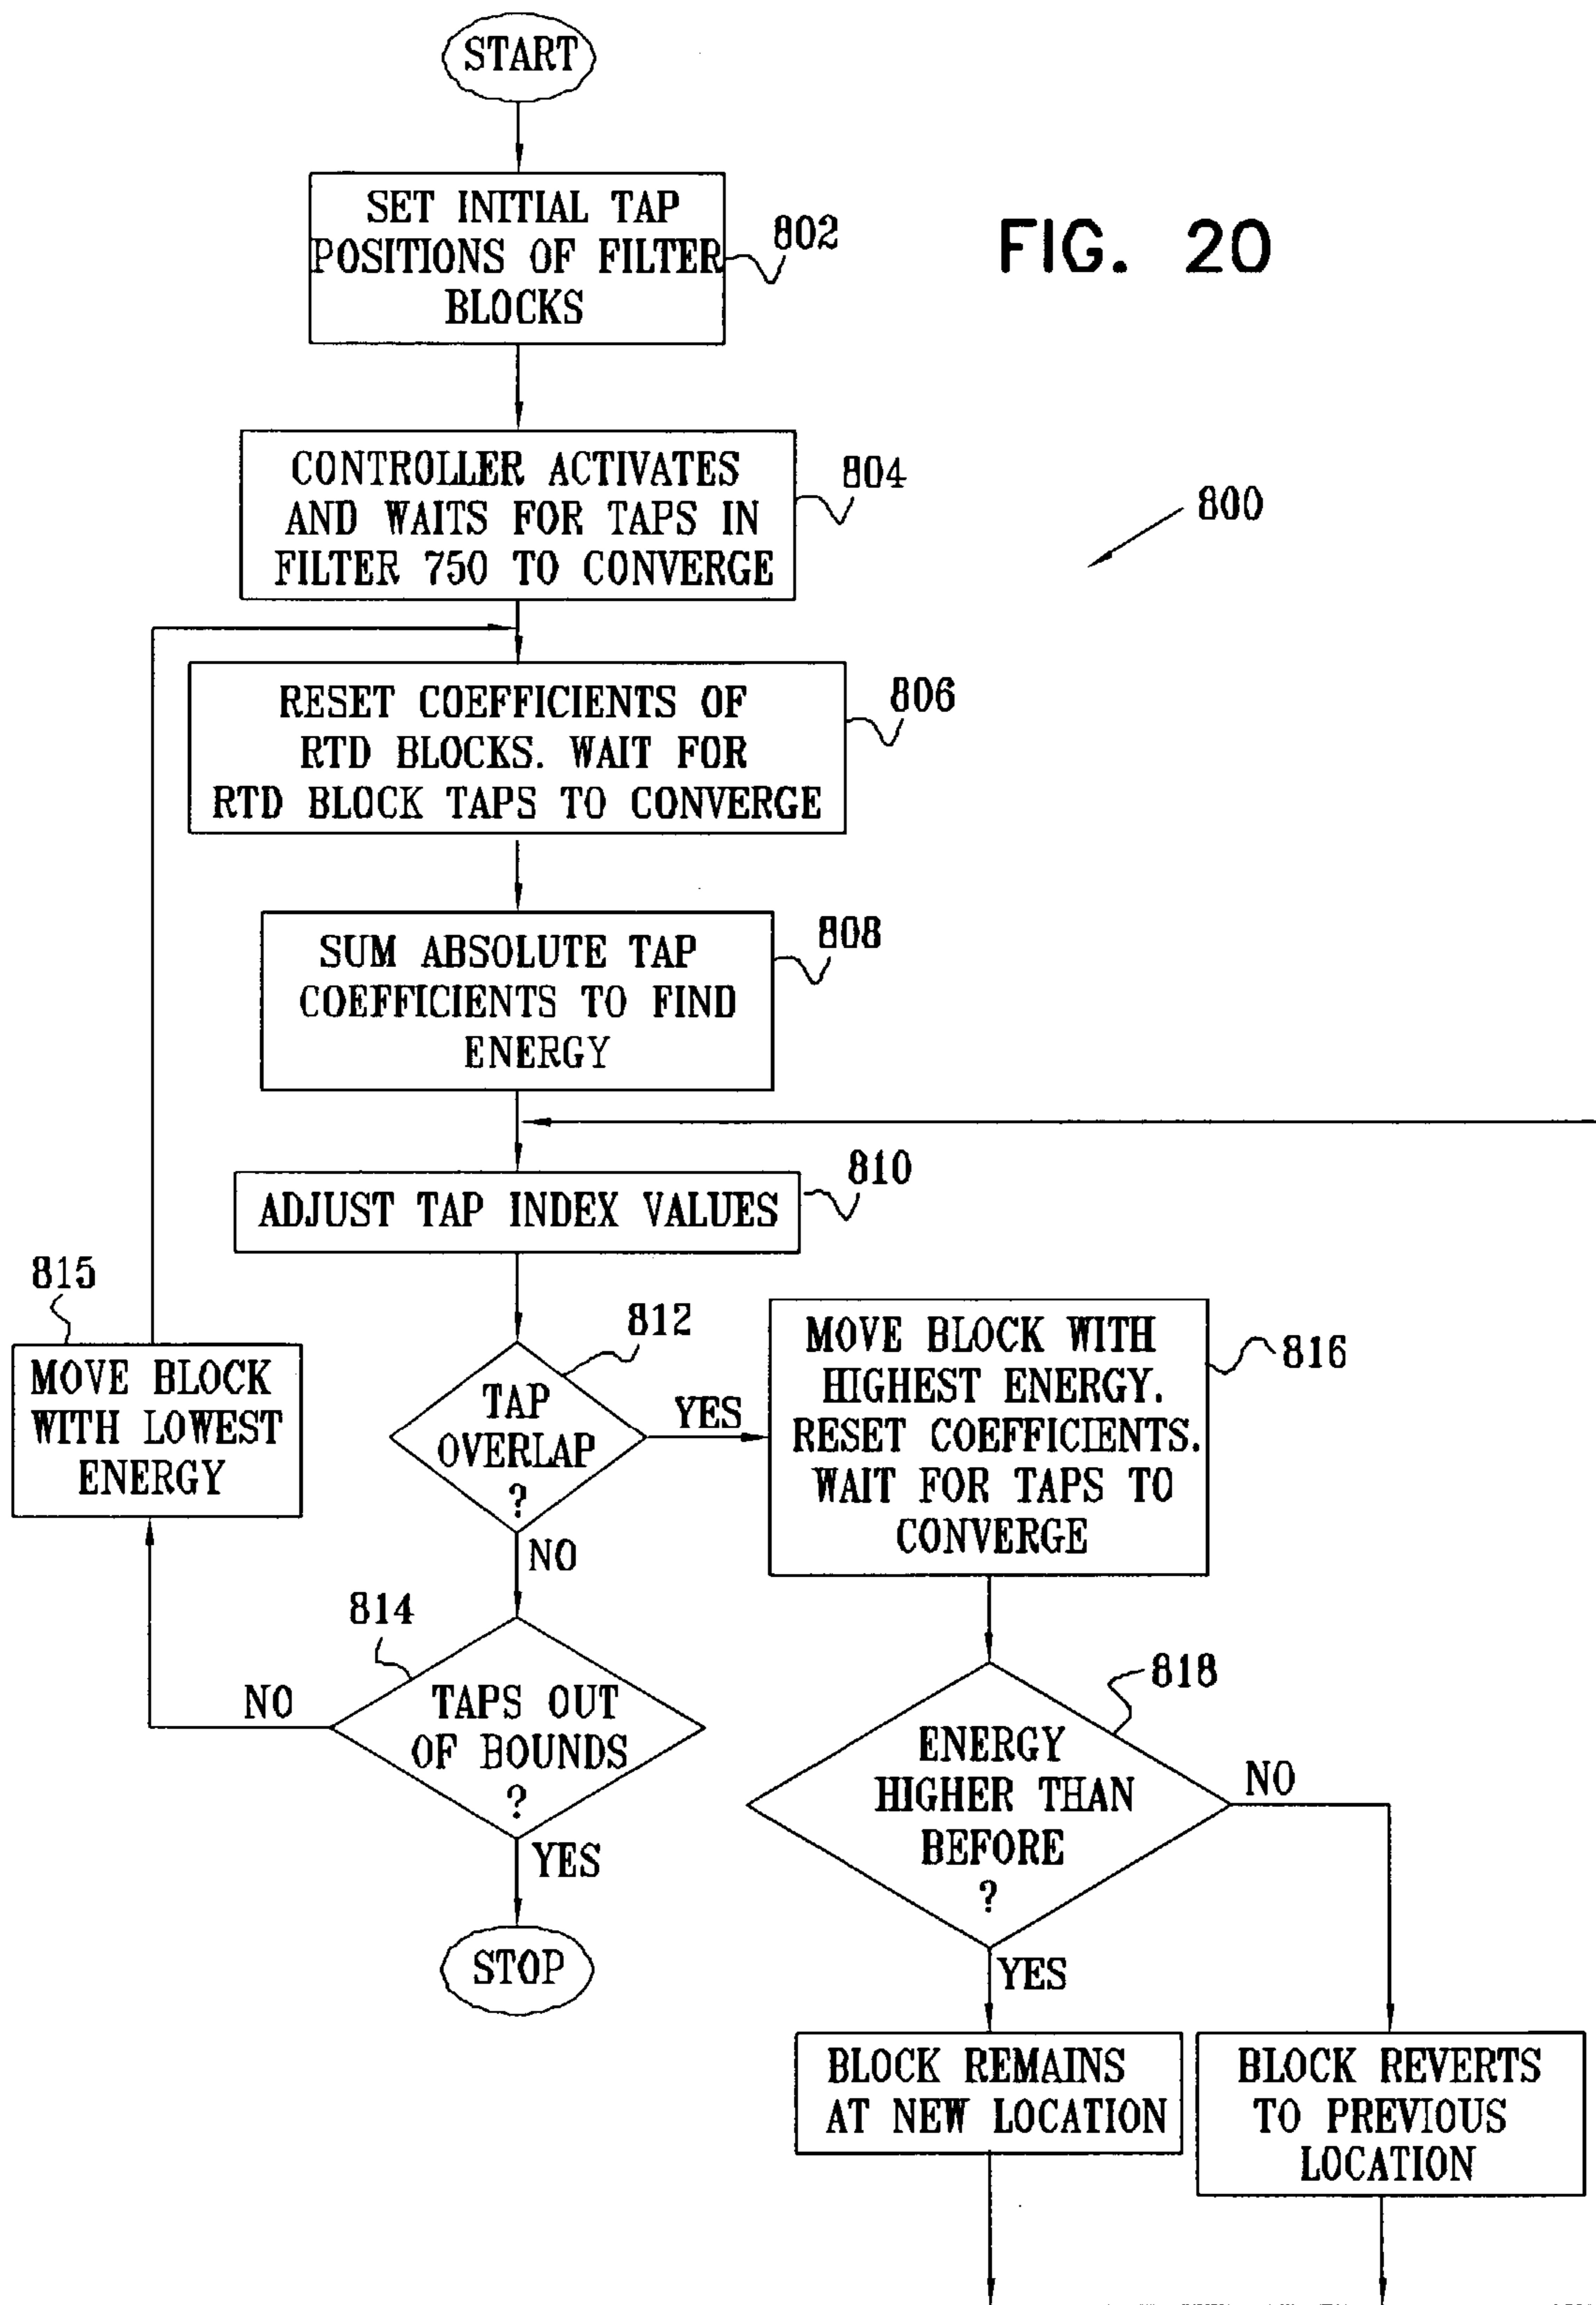 START
SET INITIAL TAP
POSITIONS OF FILTER
BLOCKS
802
FIG. 20
CONTROLLER ACTIVATES
AND WAITS FOR TAPS IN
FILTER 750 TO CONVERGE
804
800
RESET COEFFICIENTS OF
RTD BLOCKS. WAIT FOR
RTD BLOCK TAPS TO CONVERGE
806
SUM ABSOLUTE TAP
COEFFICIENTS TO FIND
ENERGY
808
ADJUST TAP INDEX VALUES
810
815
MOVE BLOCK
WITH LOWEST
ENERGY
812
TAP
OVERLAP
?
YES
NO
MOVE BLOCK WITH
HIGHEST ENERGY.
RESET COEFFICIENTS.
WAIT FOR TAPS TO
CONVERGE
816
814
TAPS OUT
OF BOUNDS
?
NO
YES
STOP
818
ENERGY
HIGHER THAN
BEFORE
?
NO
YES
BLOCK REMAINS
AT NEW LOCATION
BLOCK REVERTS
TO PREVIOUS
LOCATION